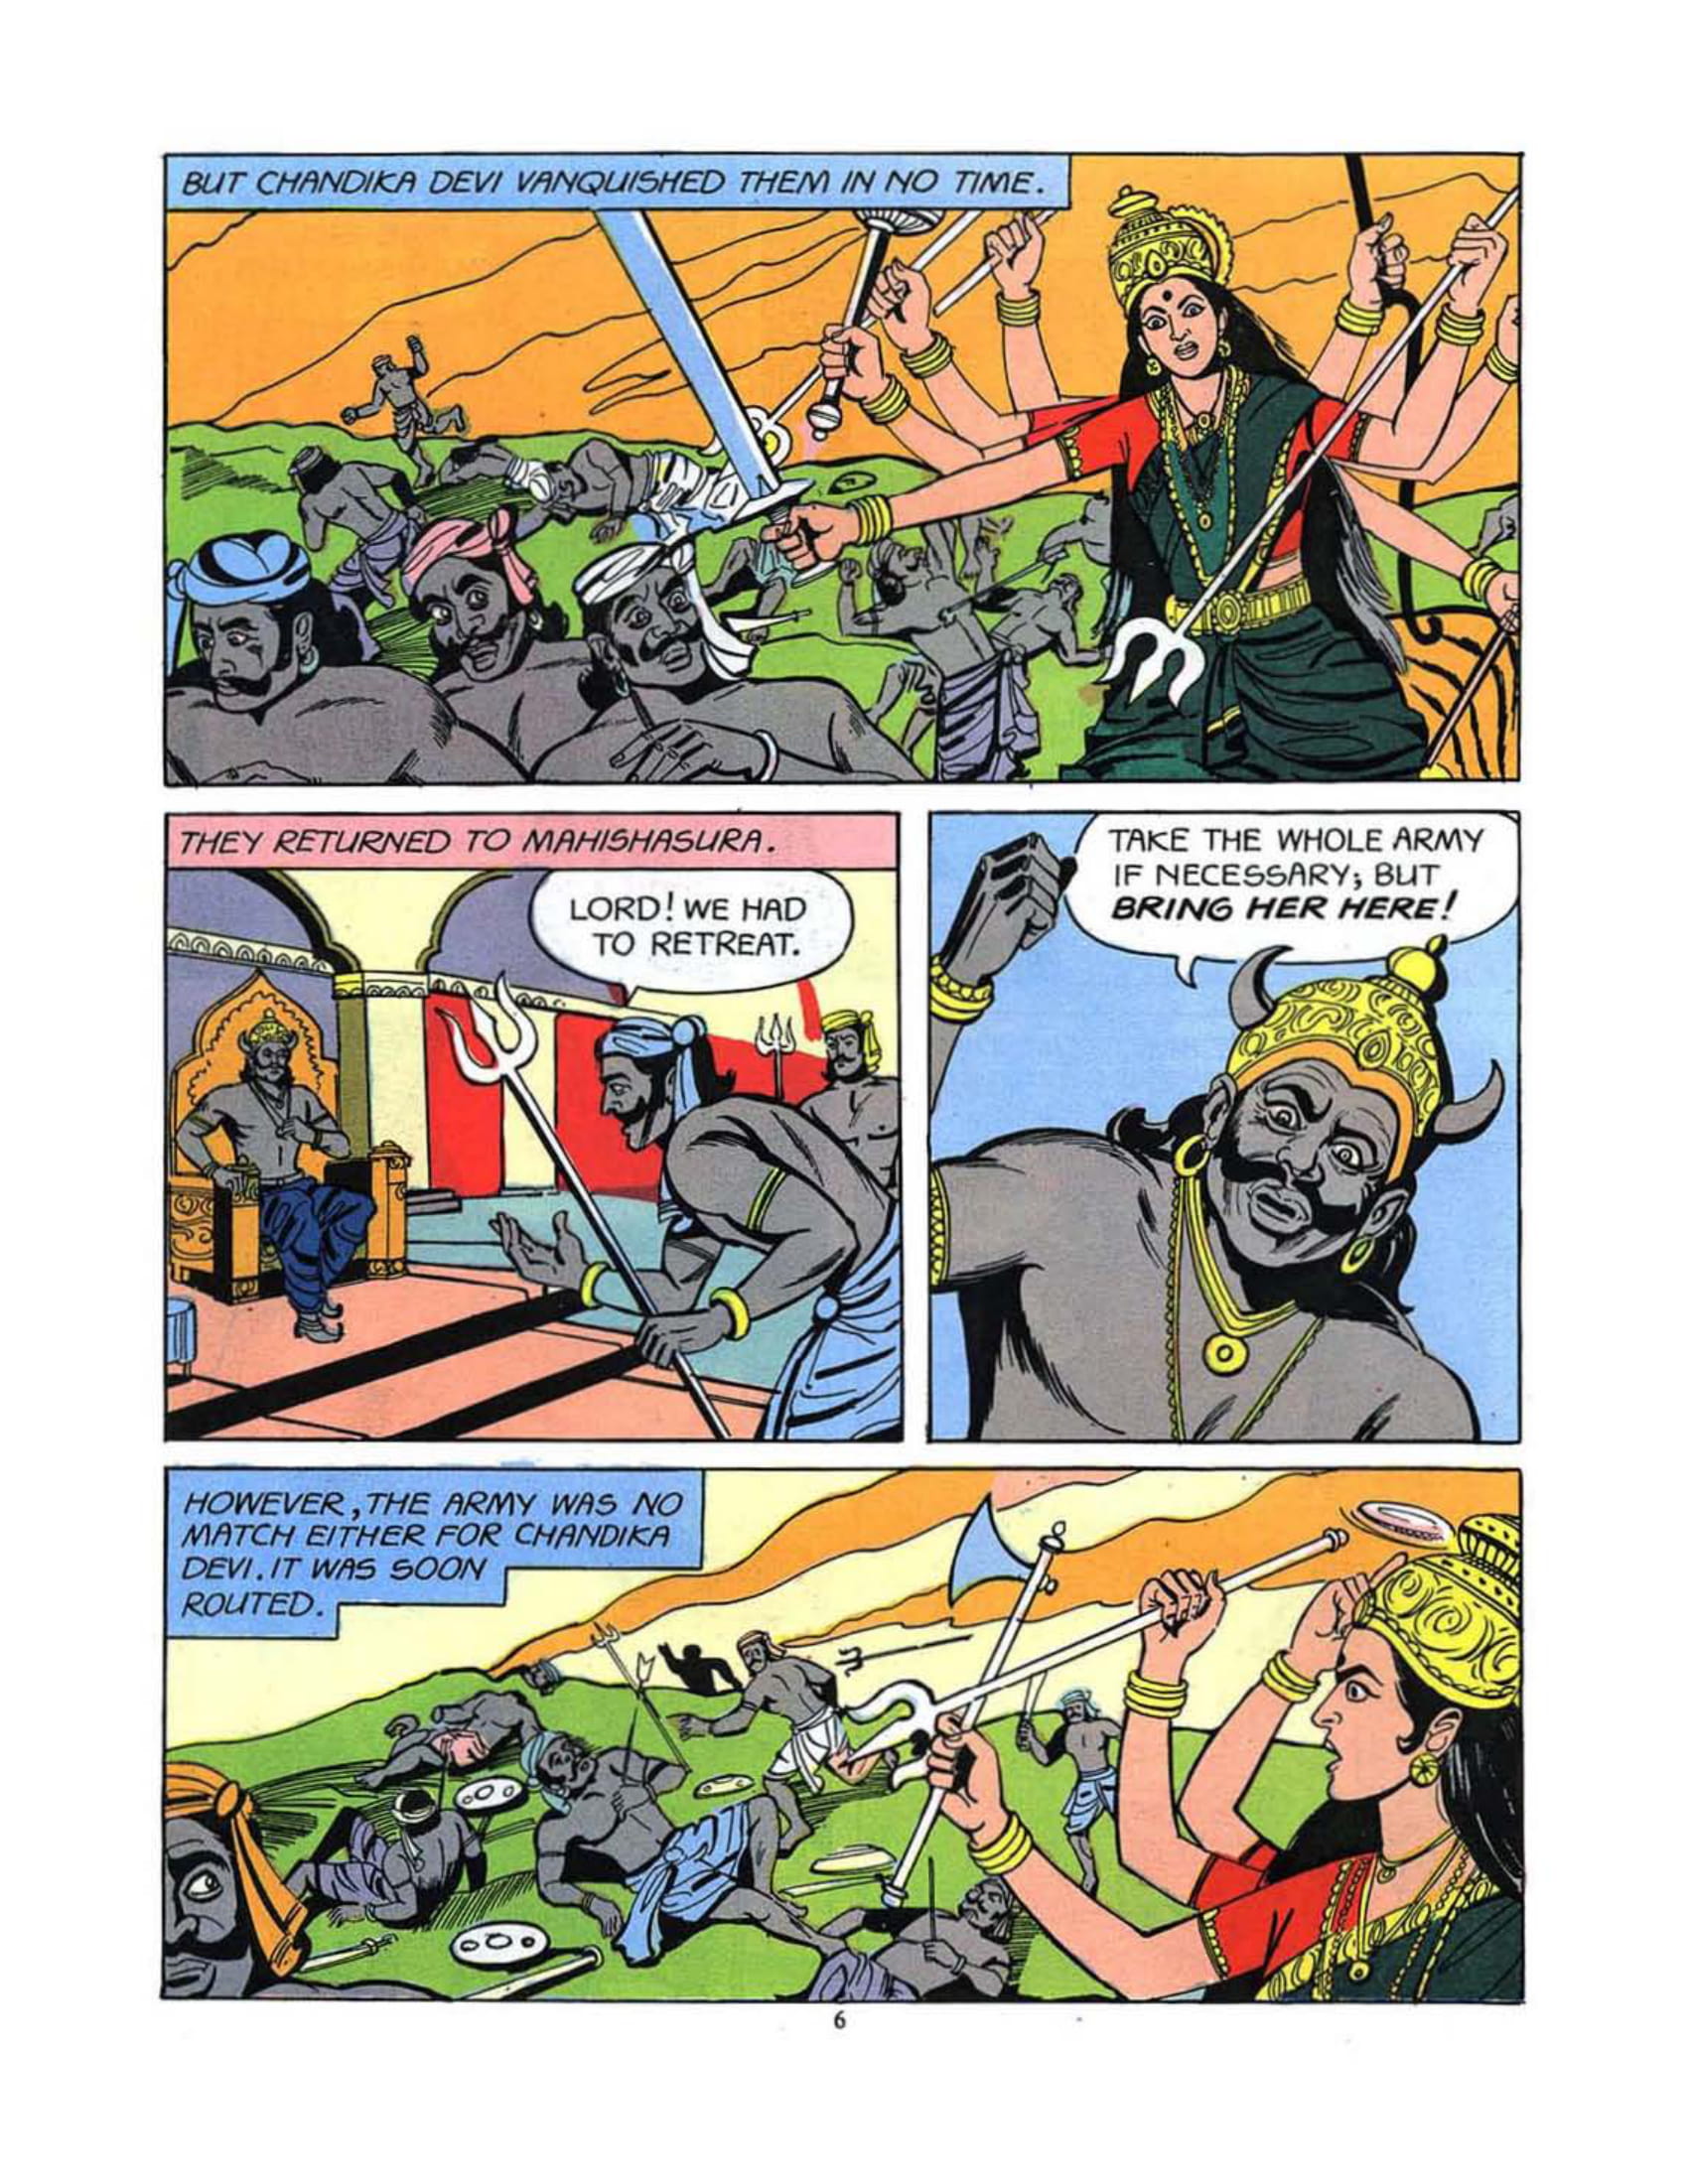 BUT CHANDIKA DEVI VANQUISHED THEM IN NO TIME.
THEY RETURNED TO MAHISHASURA.
LORD! WE HAD
TO RETREAT.
TAKE THE WHOLE ARMY
IF NECESSARY; BUT
BRING HER HERE!
HOWEVER, THE ARMY WAS NO
MATCH EITHER FOR CHANDIKA
DEVI. IT WAS SOON
ROUTED.
6